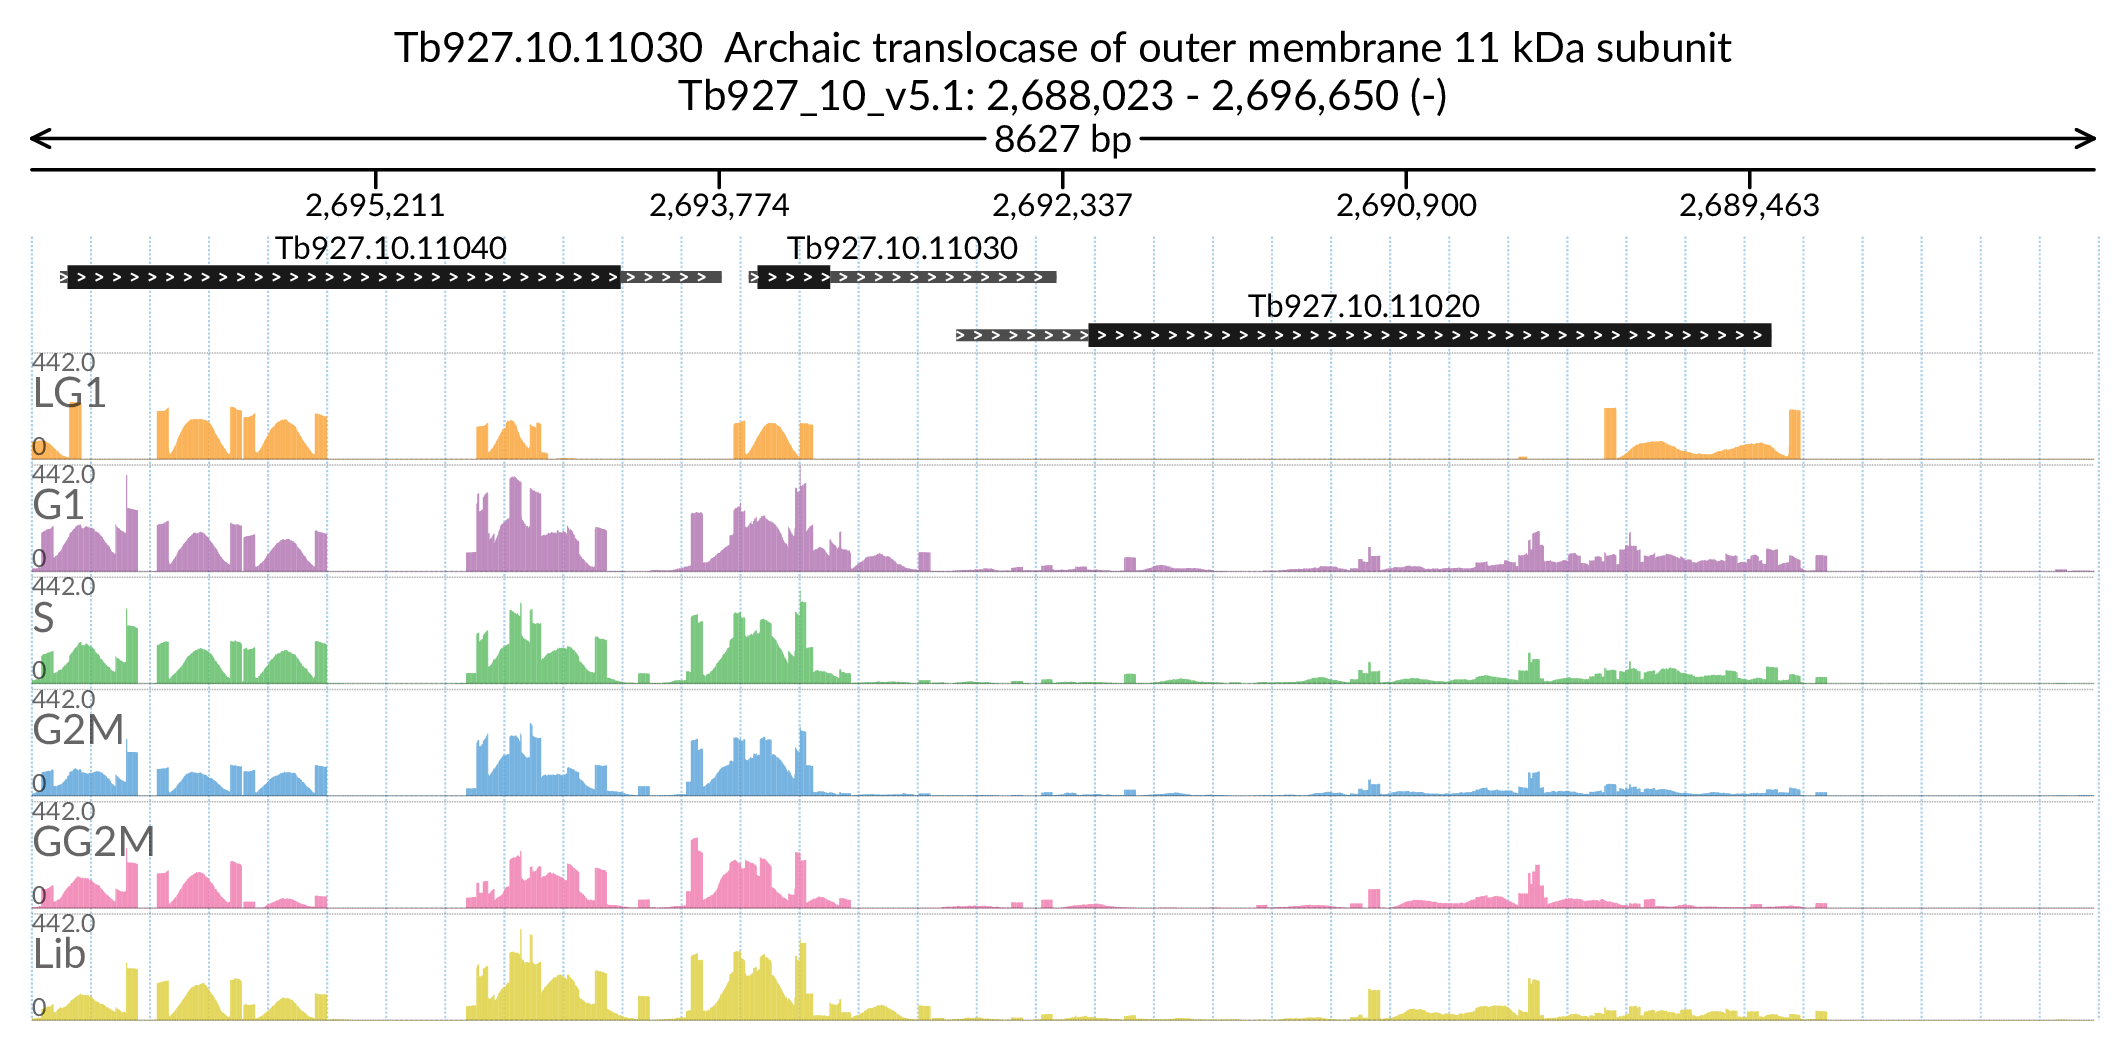 Tb927.10.11030  Archaic translocase of outer membrane 11 kDa subunit
Tb927_10_v5.1: 2,688,023 - 2,696,650 (-)
8627 bp
2,695,211 2,693,774 2,692,337 2,690,900 2,689,463
Tb927.10.11040 Tb927.10.11030
Tb927.10.11020
442.0
LG1
0
442.0
G1
0
442.0
S
0
442.0
G2M
0
442.0
GG2M
0
442.0
Lib
0